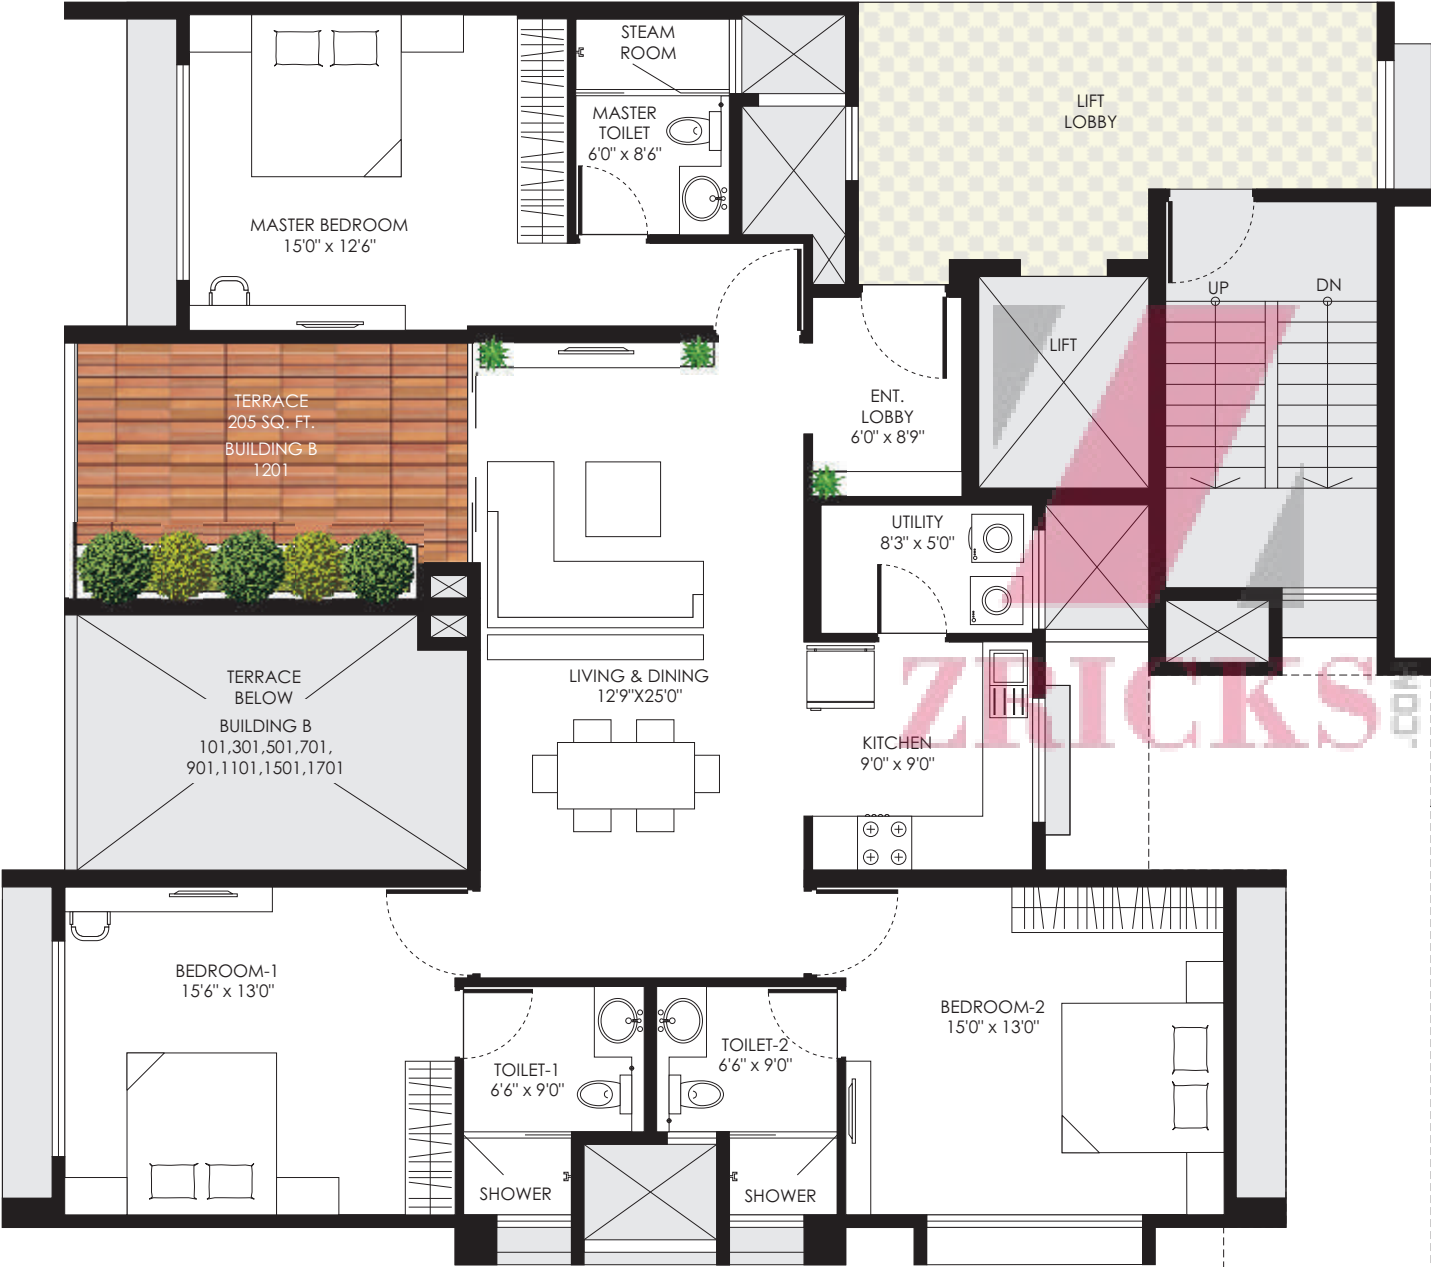 STEAM
ROOM
MASTER
TOILET
6'0" x 8'6"
LIFT
LOBBY
MASTER BEDROOM
15'0" x 12'6"
UP
DN
LIFT
TERRACE
205 SQ. FT.
BUILDING B
1201
ENT.
LOBBY
6'0" x 8'9"
UTILITY
8'3" x 5'0"
TERRACE
BELOW
BUILDING B
101,301,501,701,
901,1101,1501,1701
LIVING & DINING
12'9"X25'0"
KITCHEN
9'0" x 9'0"
ZRICKS.COM
BEDROOM-1
15'6" x 13'0"
BEDROOM-2
15'0" x 13'0"
TOILET-1
6'6" x 9'0"
TOILET-2
6'6" x 9'0"
SHOWER
SHOWER